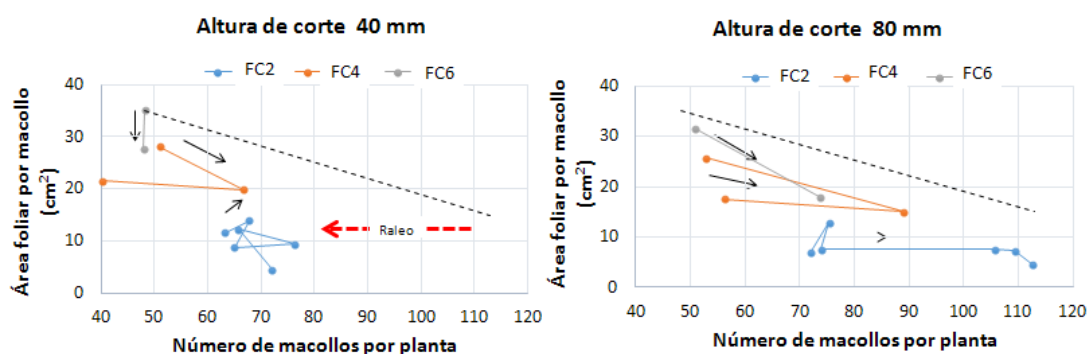 Altura de corte 40 mm
FC2 FC4 FC6
Área foliar por macollo
(cm2)
40
30
20
10
0
Raleo
40 50 60 70 80 90 100 110 120
Número de macollos por planta
Altura de corte 80 mm
FC2 FC4 FC6
Área foliar por macollo
(cm2)
40
30
20
10
0
40 50 60 70 80 90 100 110 120
Número de macollos por planta